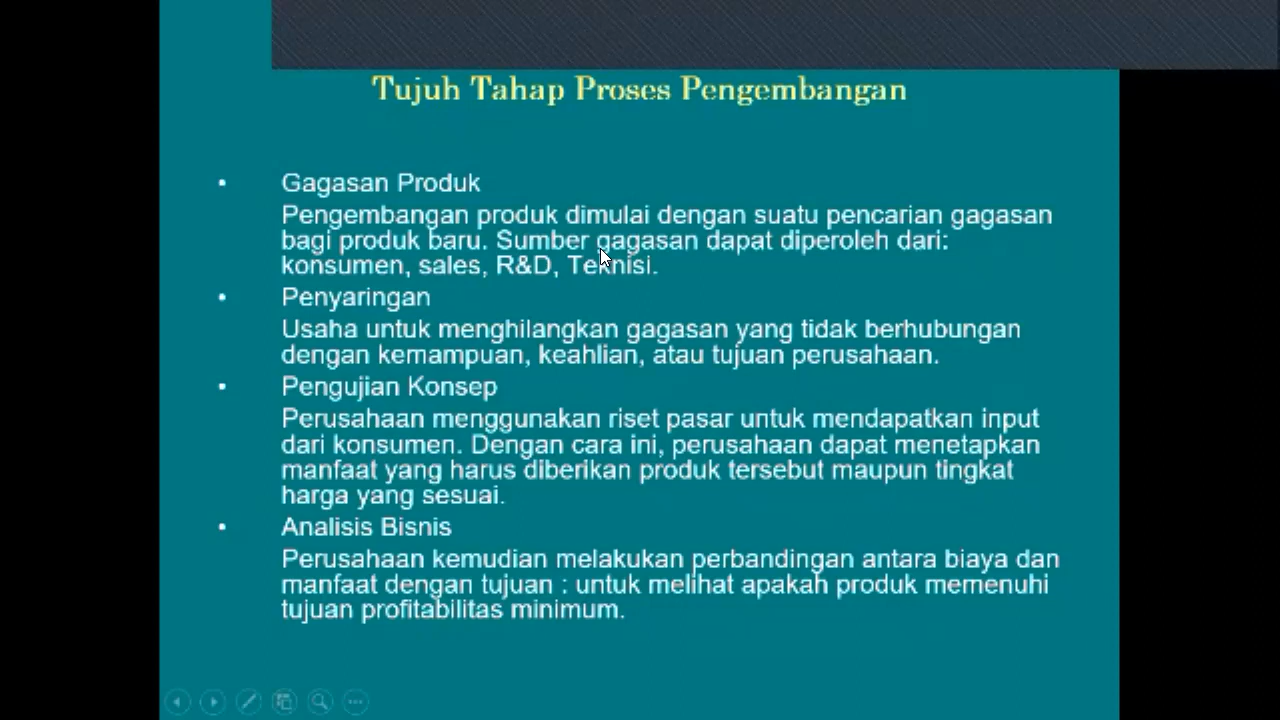 Tujuh Tahap Proses Pengembangan
• Gagasan Produk
Pengembangan produk dimulai dengan suatu pencarian gagasan
bagi produk baru. Sumber gagasan dapat diperoleh dari:
konsumen, sales, R&D, Teknisi.
• Penyaringan
Usaha untuk menghilangkan gagasan yang tidak berhubungan
dengan kemampuan, keahlian, atau tujuan perusahaan.
• Pengujian Konsep
Perusahaan menggunakan riset pasar untuk mendapatkan input
dari konsumen. Dengan cara ini, perusahaan dapat menetapkan
manfaat yang harus diberikan produk tersebut maupun tingkat
harga yang sesuai.
• Analisis Bisnis
Perusahaan kemudian melakukan perbandingan antara biaya dan
manfaat dengan tujuan : untuk melihat apakah produk memenuhi
tujuan profitabilitas minimum.